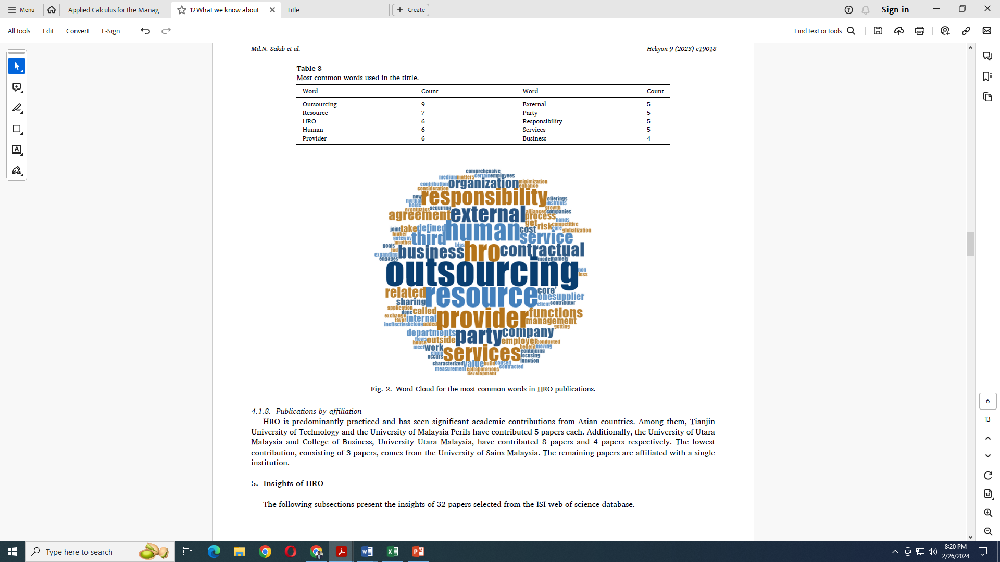 Menu
Applied Calculus for the Manag...
12.What we know about ...
Title
Create
Sign in
All tools
Edit
Convert
E-Sign
Find text or tools
Md.N. Sakib et al.
Heliyon 9 (2023) e19018
Table 3
Most common words used in the tittle.
Word Count Word Count
Outsourcing 9 External 5
Resource 7 Party 5
HRO 6 Responsibility 5
Human 6 Services 5
Provider 6 Business 4
comprehensive
medium matters certain employees
contribution organization minimization
consideration enhance
new responsibility offerings
mutual instructs
holds growth
eventuates acquiring alliances companies
agreement external process hands
get risk competitive
joint take defined human cost care globalization
higher
gateway third service
another
goals bias
fad business hro contractual
expanding
engages model namely
outsourcing non
less
related resource core
one supplier
sharing client contributor
application
done called provider functions
exchange internal management
favor
ineffective belong added getting
departments party company
flows
house outside employer conducted
meet work benefit moving
chain services continuing
occurs focusing
function
characterized value build caused
measurement collaborations contracted
development
Fig. 2. Word Cloud for the most common words in HRO publications.
4.1.8. Publications by affiliation
HRO is predominantly practiced and has seen significant academic contributions from Asian countries. Among them, Tianjin
University of Technology and the University of Malaysia Perils have contributed 5 papers each. Additionally, the University of Utara
Malaysia and College of Business, University Utara Malaysia, have contributed 8 papers and 4 papers respectively. The lowest
contribution, consisting of 3 papers, comes from the University of Sains Malaysia. The remaining papers are affiliated with a single
institution.
5. Insights of HRO
The following subsections present the insights of 32 papers selected from the ISI web of science database.
6
13
1:1
Type here to search
8:20 PM
2/26/2024